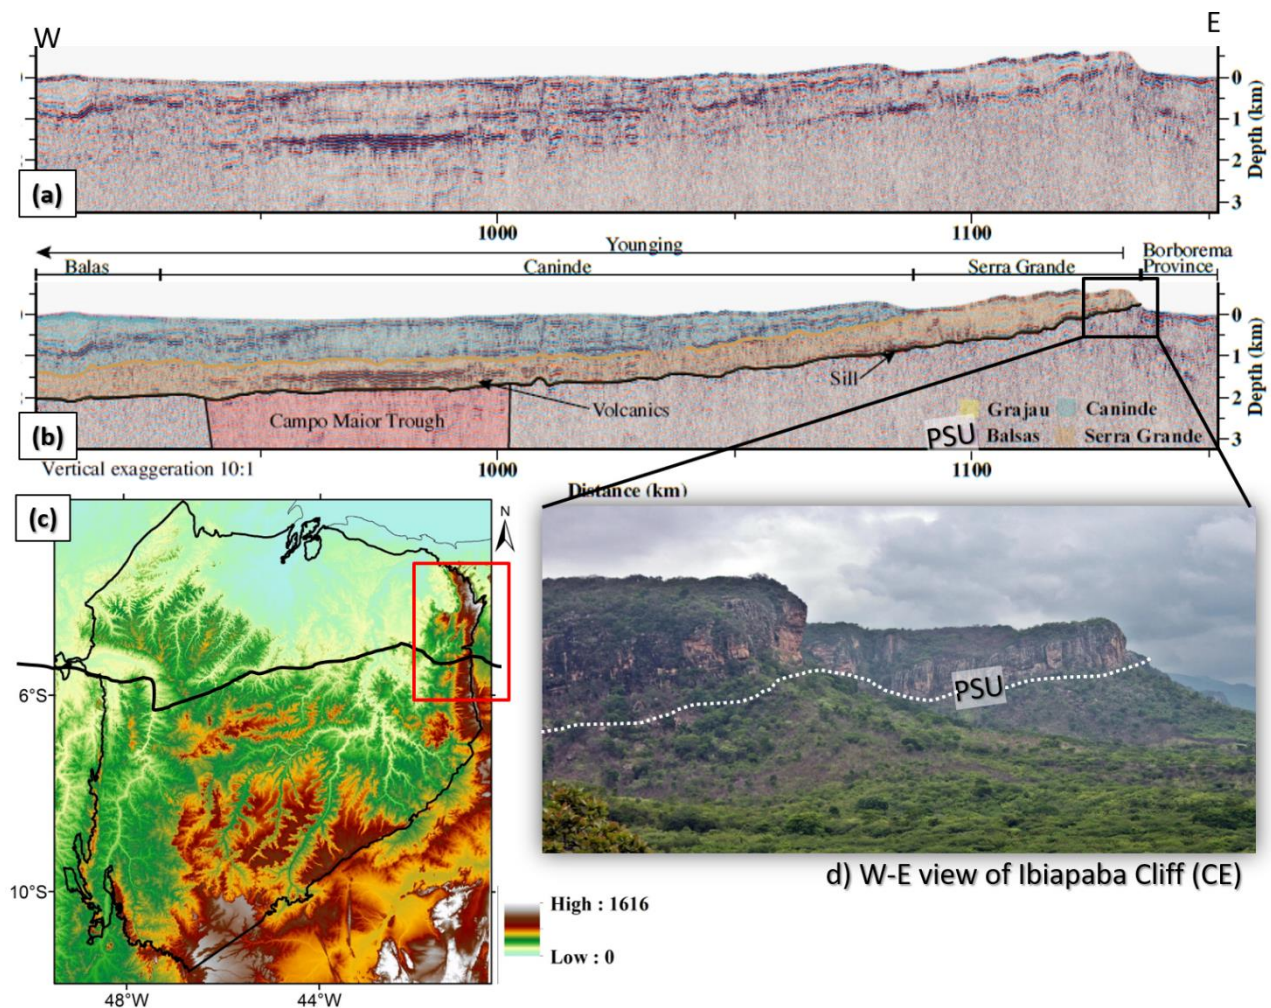 W
E
0
1
2
3
Depth (km)
(a)
1000
1100
Younging
Balas
Caninde
Serra Grande
Borborema
Province
0
1
2
3
Depth (km)
Sill
Volcanics
Campo Maior Trough
(b)
PSU
Grajau
Caninde
Balsas
Serra Grande
Vertical exaggeration 10:1
1000
1100
Distance (km)
(c)
N
6°S
10°S
48°W
44°W
High : 1616
Low : 0
PSU
d) W-E view of Ibiapaba Cliff (CE)